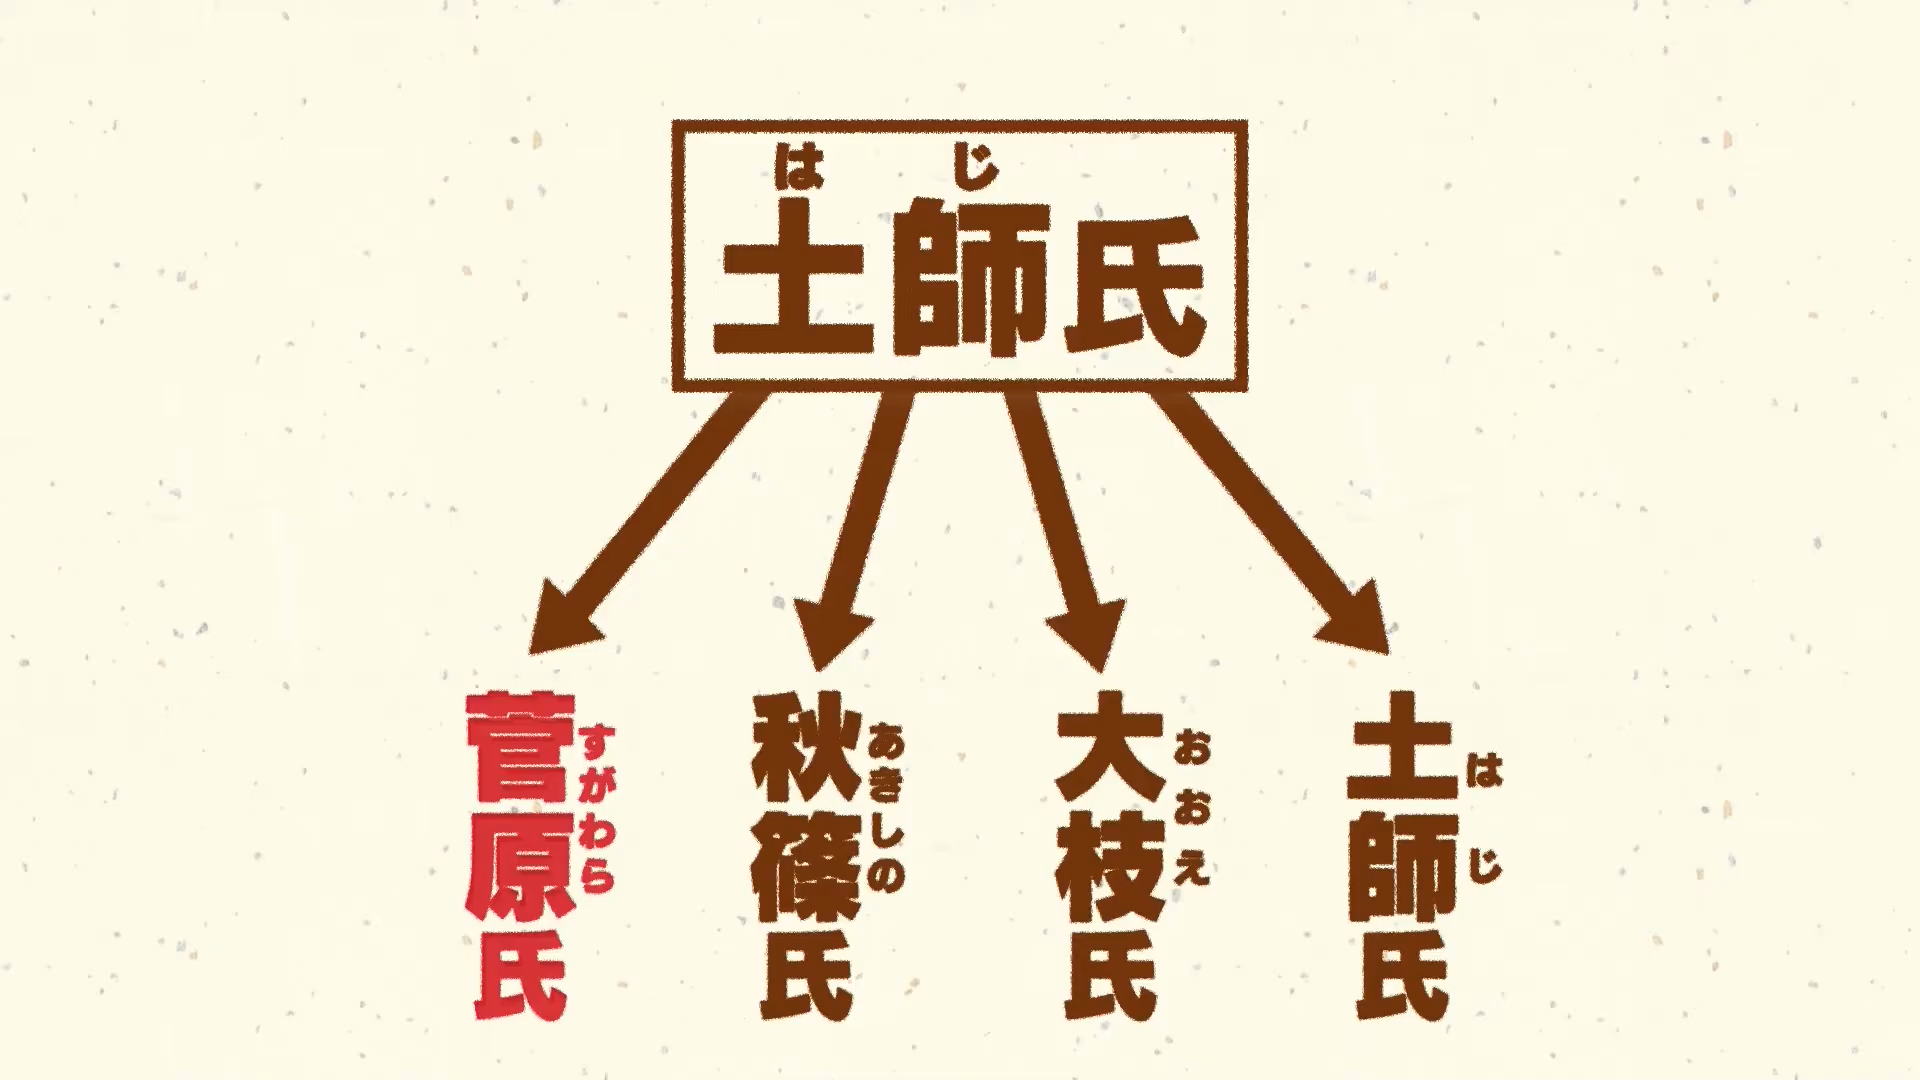 はじ
土師氏
菅原氏
すがわら
秋篠氏
あきしの
大枝氏
おおえ
土師氏
はじ